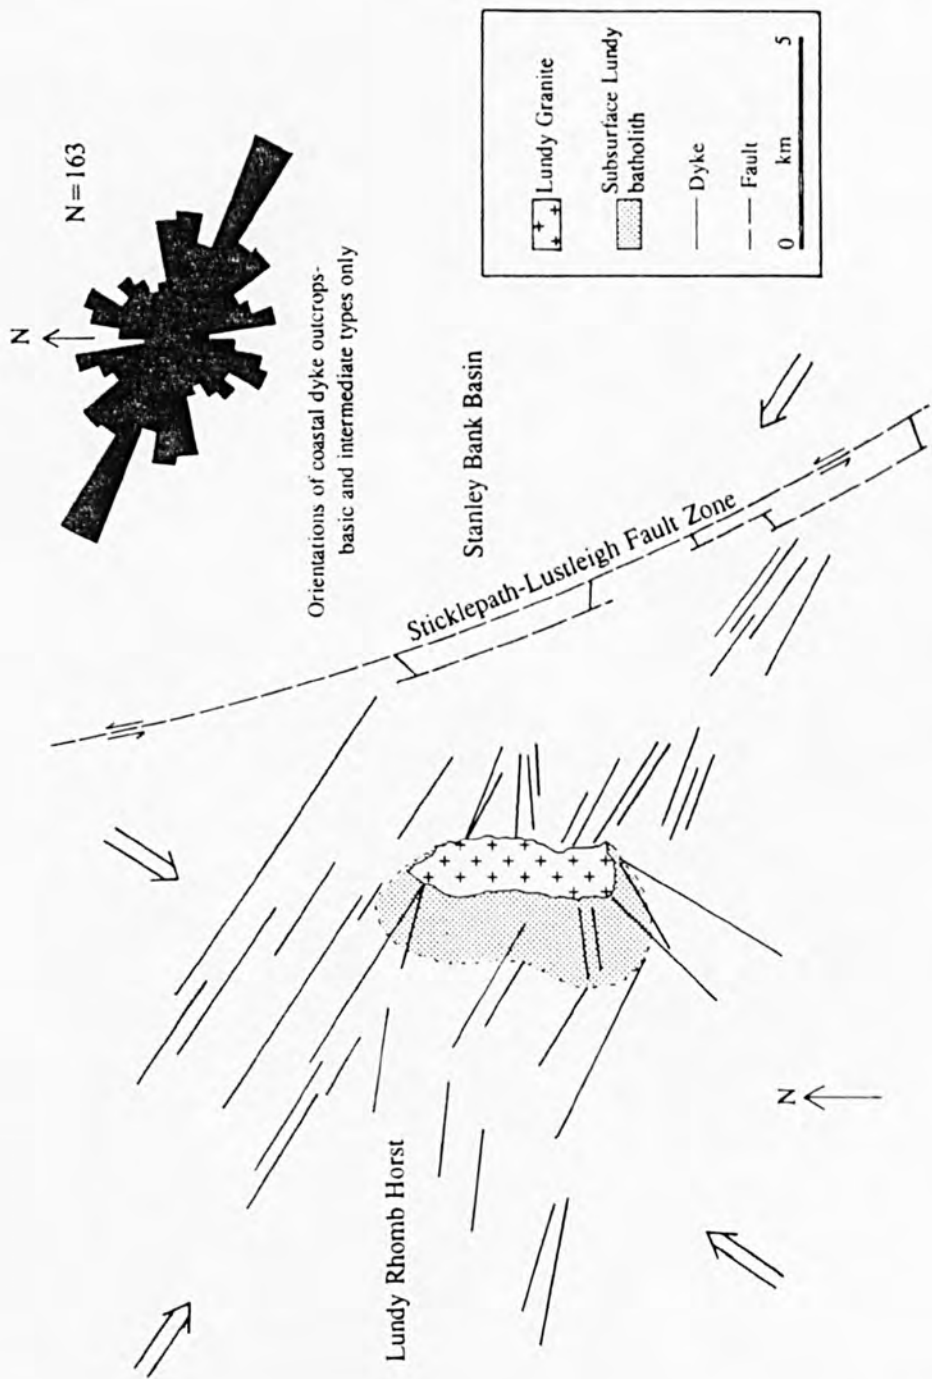 N
N = 163
Orientations of coastal dyke outcrops-
basic and intermediate types only
Stanley Bank Basin
Sticklepath-Lustleigh Fault Zone
Lundy Rhomb Horst
N
Lundy Granite
Subsurface Lundy
batholith
Dyke
Fault
0 km 5